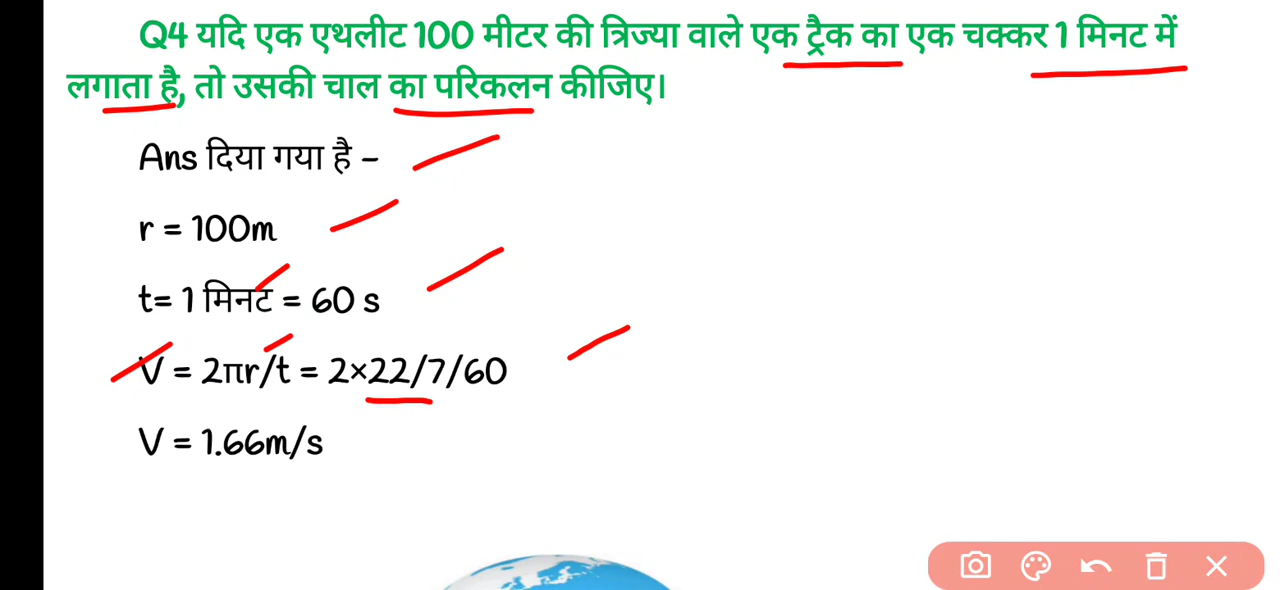 Q4 यदि एक एथलीट 100 मीटर की त्रिज्या वाले एक ट्रैक का एक चक्कर 1 मिनट में
लगाता है, तो उसकी चाल का परिकलन कीजिए।
Ans दिया गया है –
r = 100m
t= 1 मिनट = 60 s
V = 2πr/t = 2×22/7/60
V = 1.66m/s